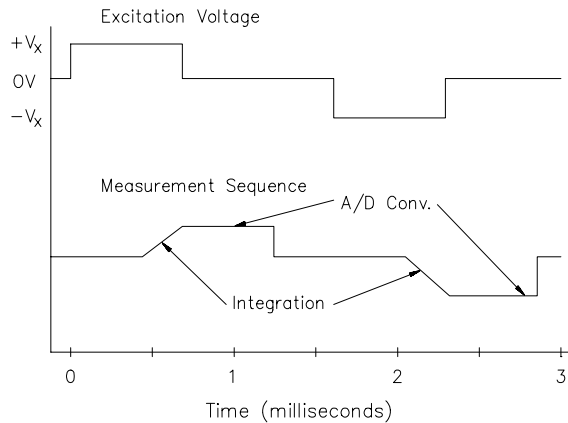 Excitation Voltage
+Vx
0V
−Vx
Measurement Sequence
A/D Conv.
Integration
0 1 2 3
Time (milliseconds)